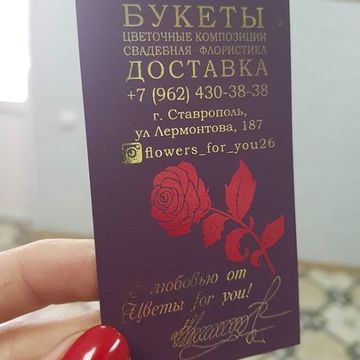 БУКЕТЫ
ЦВЕТОЧНЫЕ КОМПОЗИЦИИ
СВАДЕБНАЯ ФЛОРИСТИКА
ДОСТАВКА
+7 (962) 430-38-38
г. Ставрополь,
ул Лермонтова, 187
flowers_for_you26
С любовью от
Цветы for you!